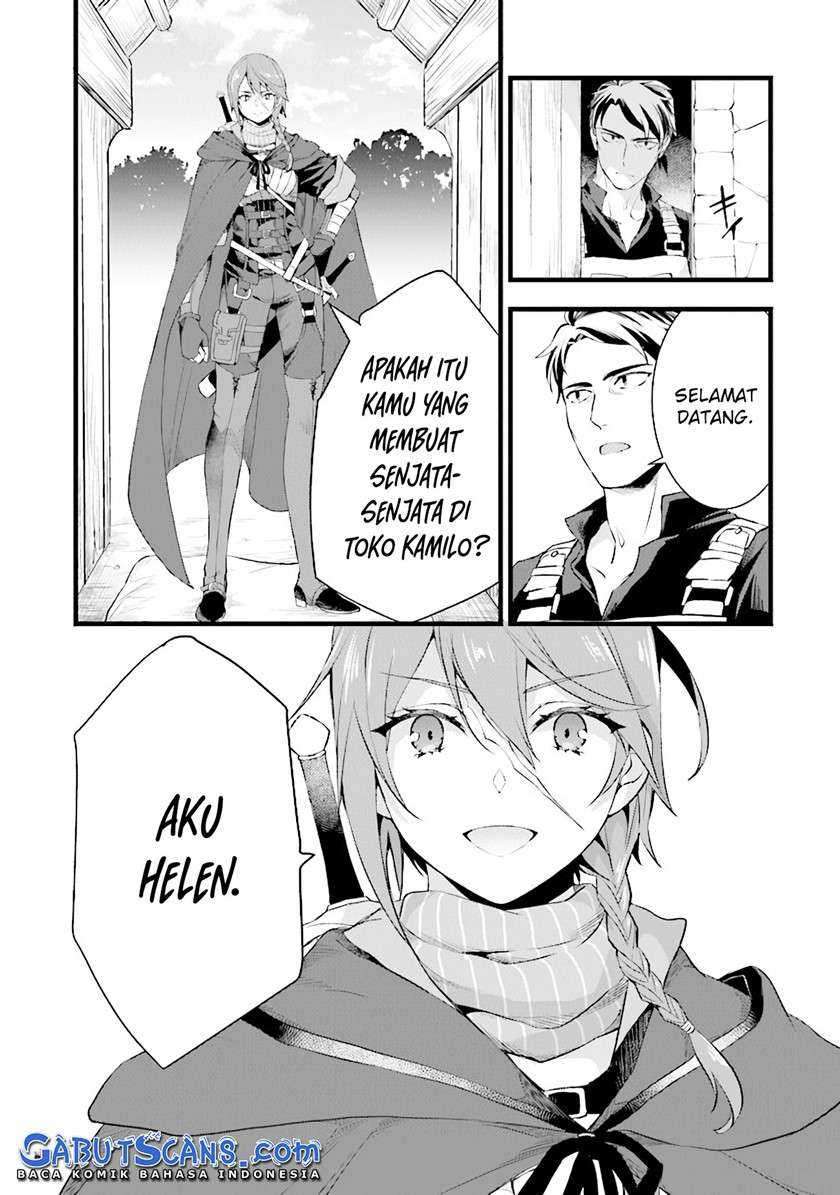 キィ
SELAMAT
DATANG.
APAKAH ITU
KAMU YANG
MEMBUAT
SENJATA-
SENJATA DI
TOKO KAMILO?
AKU
HELEN.
GABUTSCANS.COM
BACA KOMIK BAHASA INDONESIA